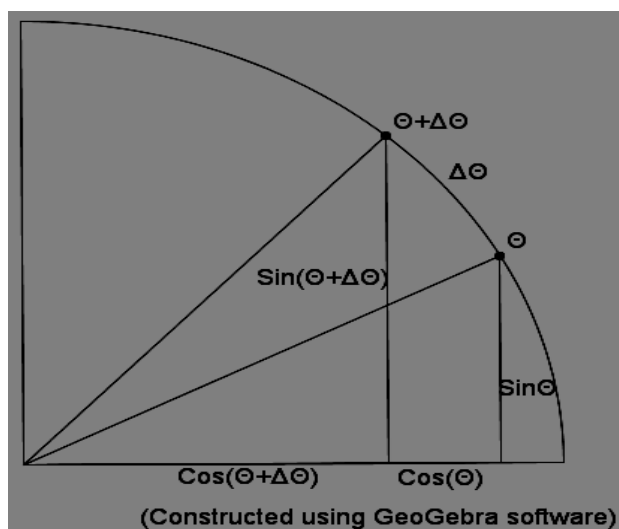 Θ+ΔΘ
ΔΘ
Θ
Sin(Θ+ΔΘ)
SinΘ
Cos(Θ+ΔΘ)
Cos(Θ)
(Constructed using GeoGebra software)